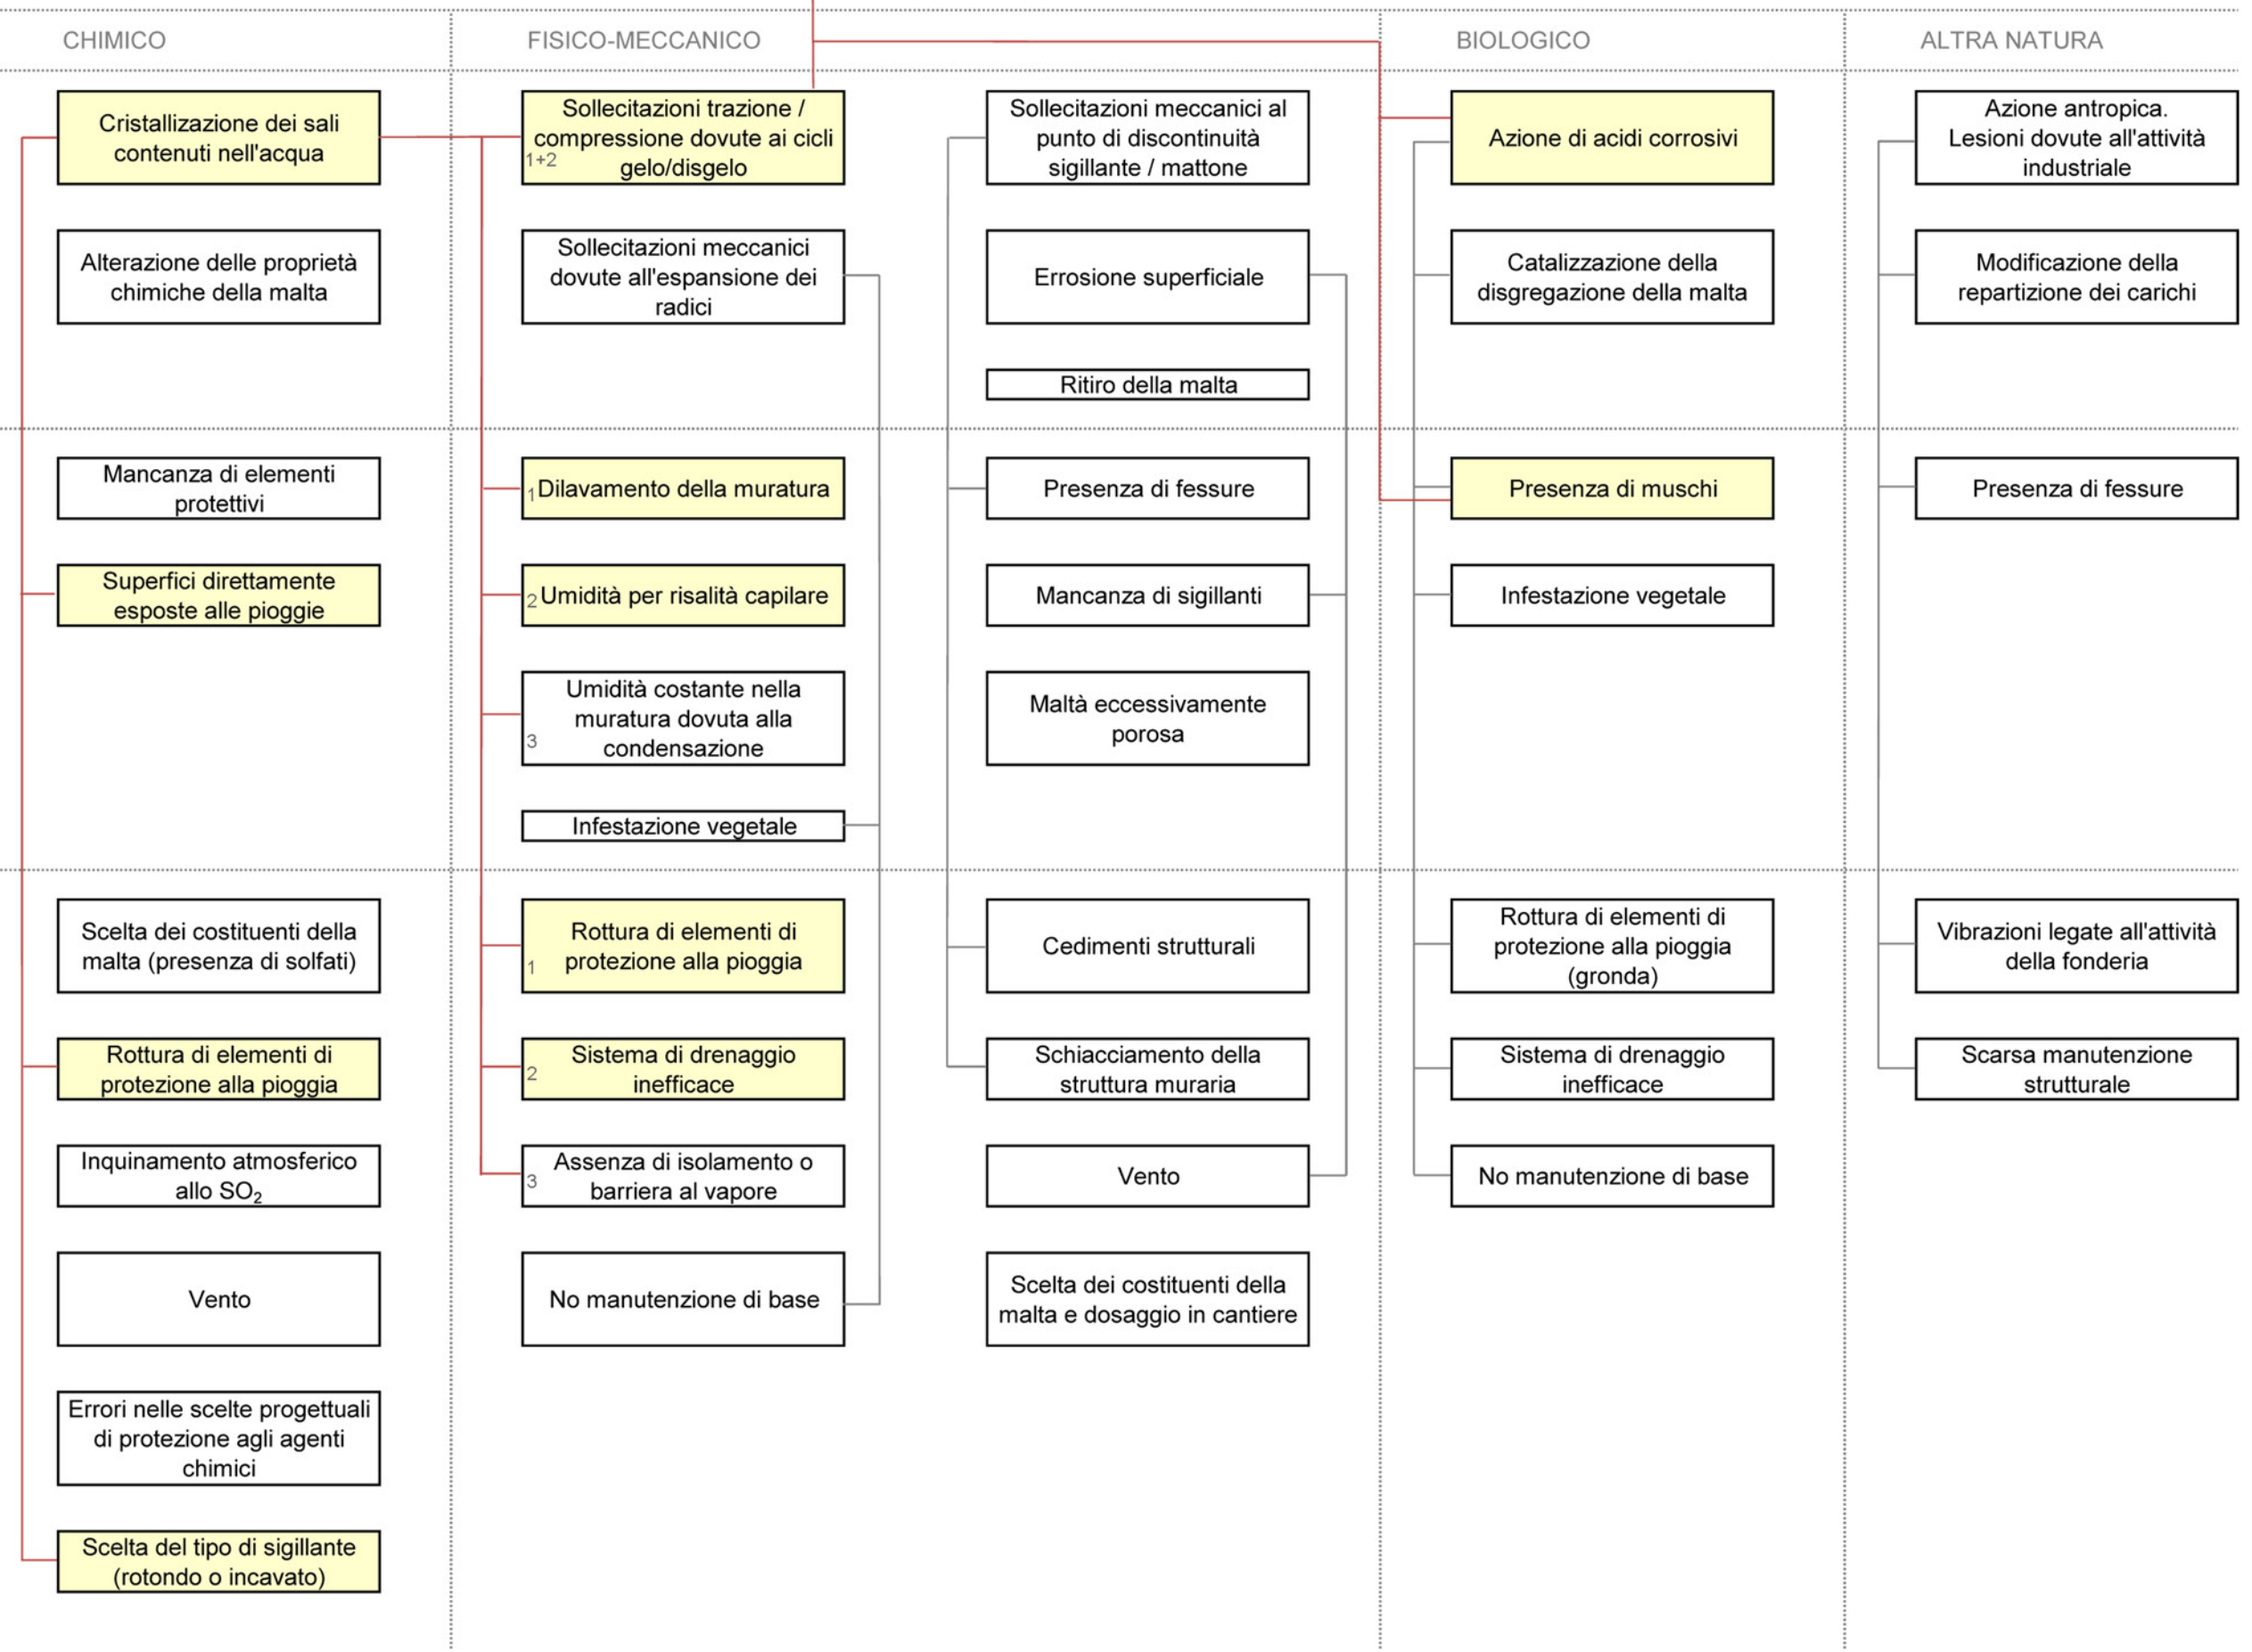 CHIMICO
FISICO-MECCANICO
BIOLOGICO
ALTRA NATURA
Cristallizazione dei sali
contenuti nell'acqua
Sollecitazioni trazione /
compressione dovute ai cicli
gelo/disgelo
1+2
Sollecitazioni meccanici al
punto di discontinuità
sigillante / mattone
Azione di acidi corrosivi
Azione antropica.
Lesioni dovute all'attività
industriale
Alterazione delle proprietà
chimiche della malta
Sollecitazioni meccanici
dovute all'espansione dei
radici
Errosione superficiale
Catalizzazione della
disgregazione della malta
Modificazione della
repartizione dei carichi
Ritiro della malta
Mancanza di elementi
protettivi
1 Dilavamento della muratura
Presenza di fessure
Presenza di muschi
Presenza di fessure
Superfici direttamente
esposte alle pioggie
2 Umidità per risalità capilare
Mancanza di sigillanti
Infestazione vegetale
Umidità costante nella
muratura dovuta alla
condensazione
3
Maltà eccessivamente
porosa
Infestazione vegetale
Scelta dei costituenti della
malta (presenza di solfati)
Rottura di elementi di
protezione alla pioggia
1
Cedimenti strutturali
Rottura di elementi di
protezione alla pioggia
(gronda)
Vibrazioni legate all'attività
della fonderia
Rottura di elementi di
protezione alla pioggia
Sistema di drenaggio
inefficace
2
Schiacciamento della
struttura muraria
Sistema di drenaggio
inefficace
Scarsa manutenzione
strutturale
Inquinamento atmosferico
allo SO₂
Assenza di isolamento o
barriera al vapore
3
Vento
No manutenzione di base
Vento
No manutenzione di base
Scelta dei costituenti della
malta e dosaggio in cantiere
Errori nelle scelte progettuali
di protezione agli agenti
chimici
Scelta del tipo di sigillante
(rotondo o incavato)